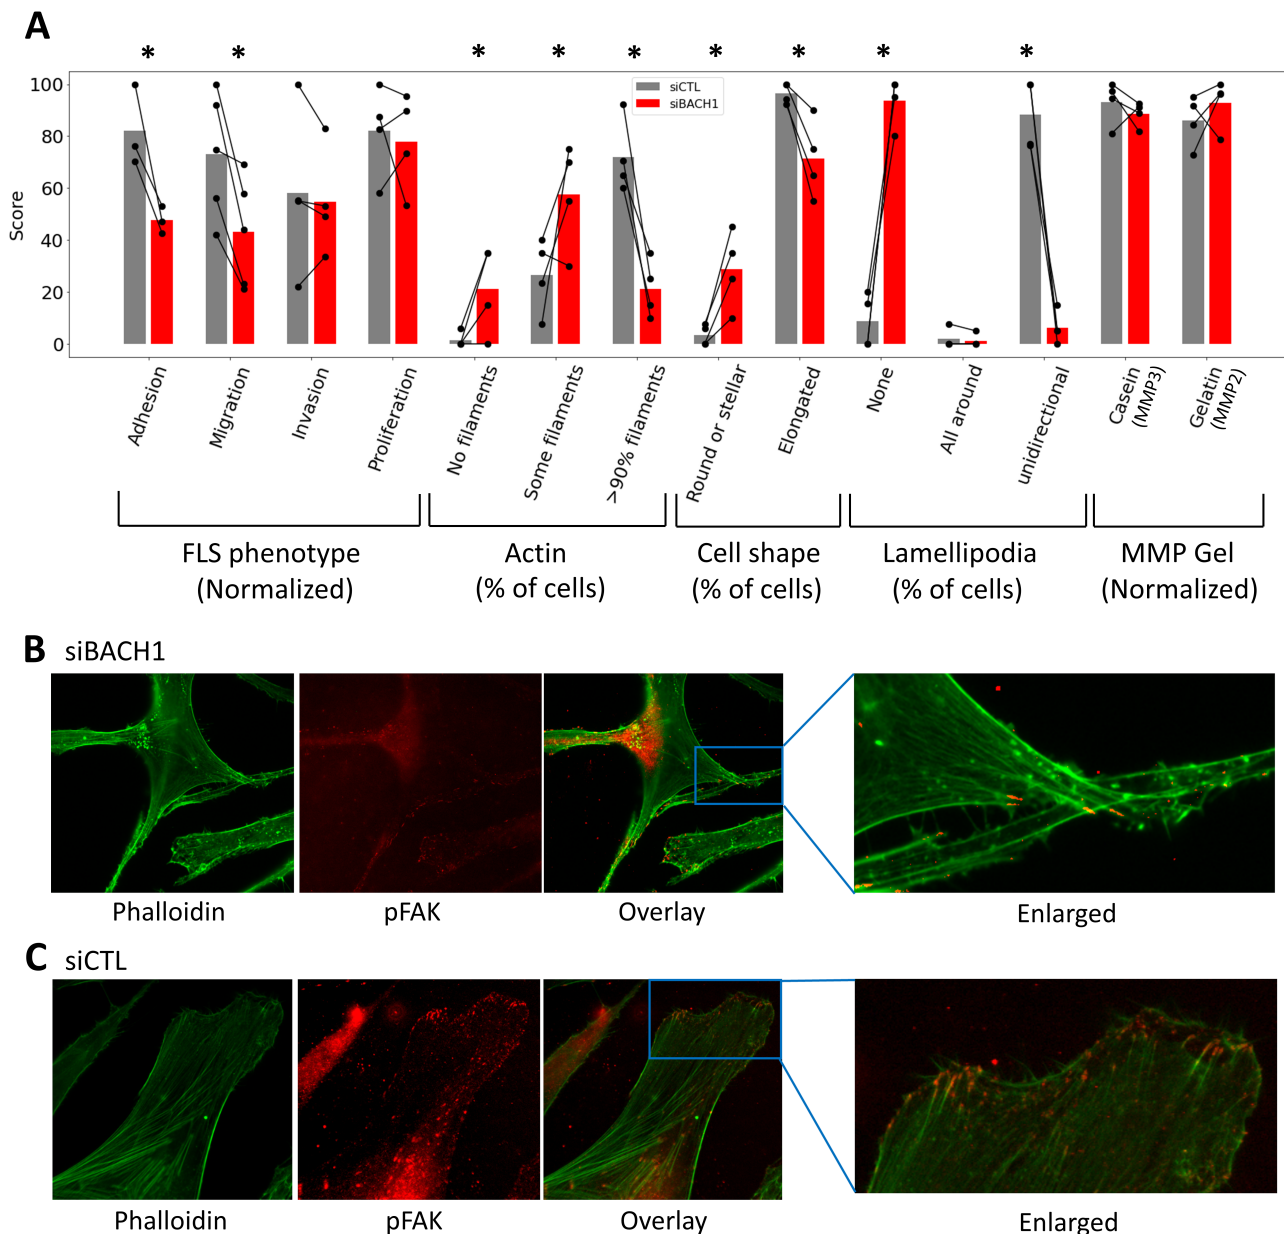 A
* * * * * * * * *
siCTL
siBACH1
Score
100
80
60
40
20
0
Adhesion
Migration
Invasion
Proliferation
No filaments
Some filaments
>90% filaments
Round or stellar
Elongated
None
All around
unidirectional
Casein
(MMP3)
Gelatin
(MMP2)
FLS phenotype
(Normalized)
Actin
(% of cells)
Cell shape
(% of cells)
Lamellipodia
(% of cells)
MMP Gel
(Normalized)
B siBACH1
Phalloidin
pFAK
Overlay
Enlarged
C siCTL
Phalloidin
pFAK
Overlay
Enlarged